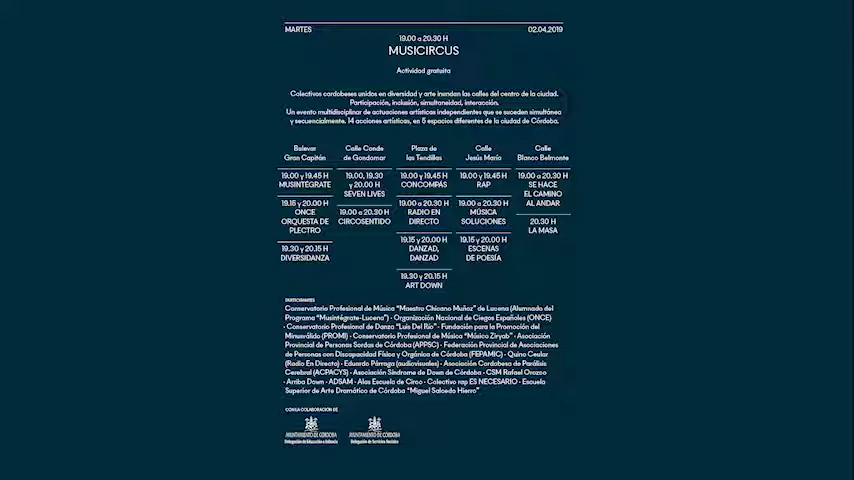 MARTES
02.04.2019
19.00 a 20.30 H
MUSICIRCUS
Actividad gratuita
Colectivos cordobeses unidos en diversidad y arte inundan las calles del centro de la ciudad.
Participación, inclusión, simultaneidad, interacción.
Un evento multidisciplinar de actuaciones artísticas independientes que se suceden simultánea
y secuencialmente. 14 acciones artísticas, en 5 espacios diferentes de la ciudad de Córdoba.
Bulevar
Gran Capitán
19.00 y 19.45 H
MUSINTÉGRATE
19.15 y 20.00 H
ONCE
ORQUESTA DE
PLECTRO
19.30 y 20.15 H
DIVERSIDANZA
Calle Conde
de Gondomar
19.00, 19.30
y 20.00 H
SEVEN LIVES
19.00 a 20.30 H
CIRCOSENTIDO
Plaza de
las Tendillas
19.00 y 19.45 H
CONCOMPÁS
19.00 a 20.30 H
RADIO EN
DIRECTO
19.15 y 20.00 H
DANZAD,
DANZAD
19.30 y 20.15 H
ART DOWN
Calle
Jesús María
19.00 y 19.45 H
RAP
19.00 a 20.30 H
MÚSICA
SOLUCIONES
19.15 y 20.00 H
ESCENAS
DE POESÍA
Calle
Blanco Belmonte
19.00 a 20.30 H
SE HACE
EL CAMINO
AL ANDAR
20.30 H
LA MASA
PARTICIPANTES
Conservatorio Profesional de Música "Maestro Chicano Muñoz" de Lucena (Alumnado del
Programa "Musintégrate-Lucena") · Organización Nacional de Ciegos Españoles (ONCE)
· Conservatorio Profesional de Danza "Luis Del Río" · Fundación para la Promoción del
Minusválido (PROMI) · Conservatorio Profesional de Música "Músico Ziryab" · Asociación
Provincial de Personas Sordas de Córdoba (APPSC) · Federación Provincial de Asociaciones
de Personas con Discapacidad Física y Orgánica de Córdoba (FEPAMIC) · Quino Ceular
(Radio En Directo) · Eduardo Párraga (audiovisuales) · Asociación Cordobesa de Parálisis
Cerebral (ACPACYS) · Asociación Síndrome de Down de Córdoba · CSM Rafael Orozco
· Arriba Down · ADSAM · Alas Escuela de Circo · Colectivo rap ES NECESARIO · Escuela
Superior de Arte Dramático de Córdoba "Miguel Salcedo Hierro"
CON LA COLABORACIÓN DE
AYUNTAMIENTO DE CÓRDOBA
Delegación de Educación e Infancia
AYUNTAMIENTO DE CÓRDOBA
Delegación de Servicios Sociales